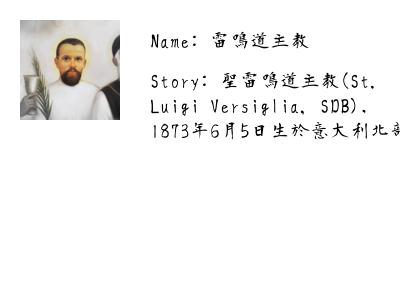 Name: 雷鳴道主教
Story: 聖雷鳴道主教(St.
Luigi Versiglia, SDB),
1873年6月5日生於意大利北部